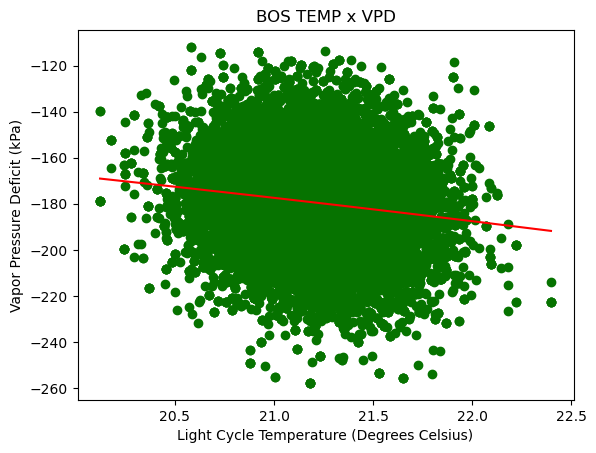 BOS TEMP x VPD
Vapor Pressure Deficit (kPa)
−120
−140
−160
−180
−200
−220
−240
−260
20.5 21.0 21.5 22.0 22.5
Light Cycle Temperature (Degrees Celsius)